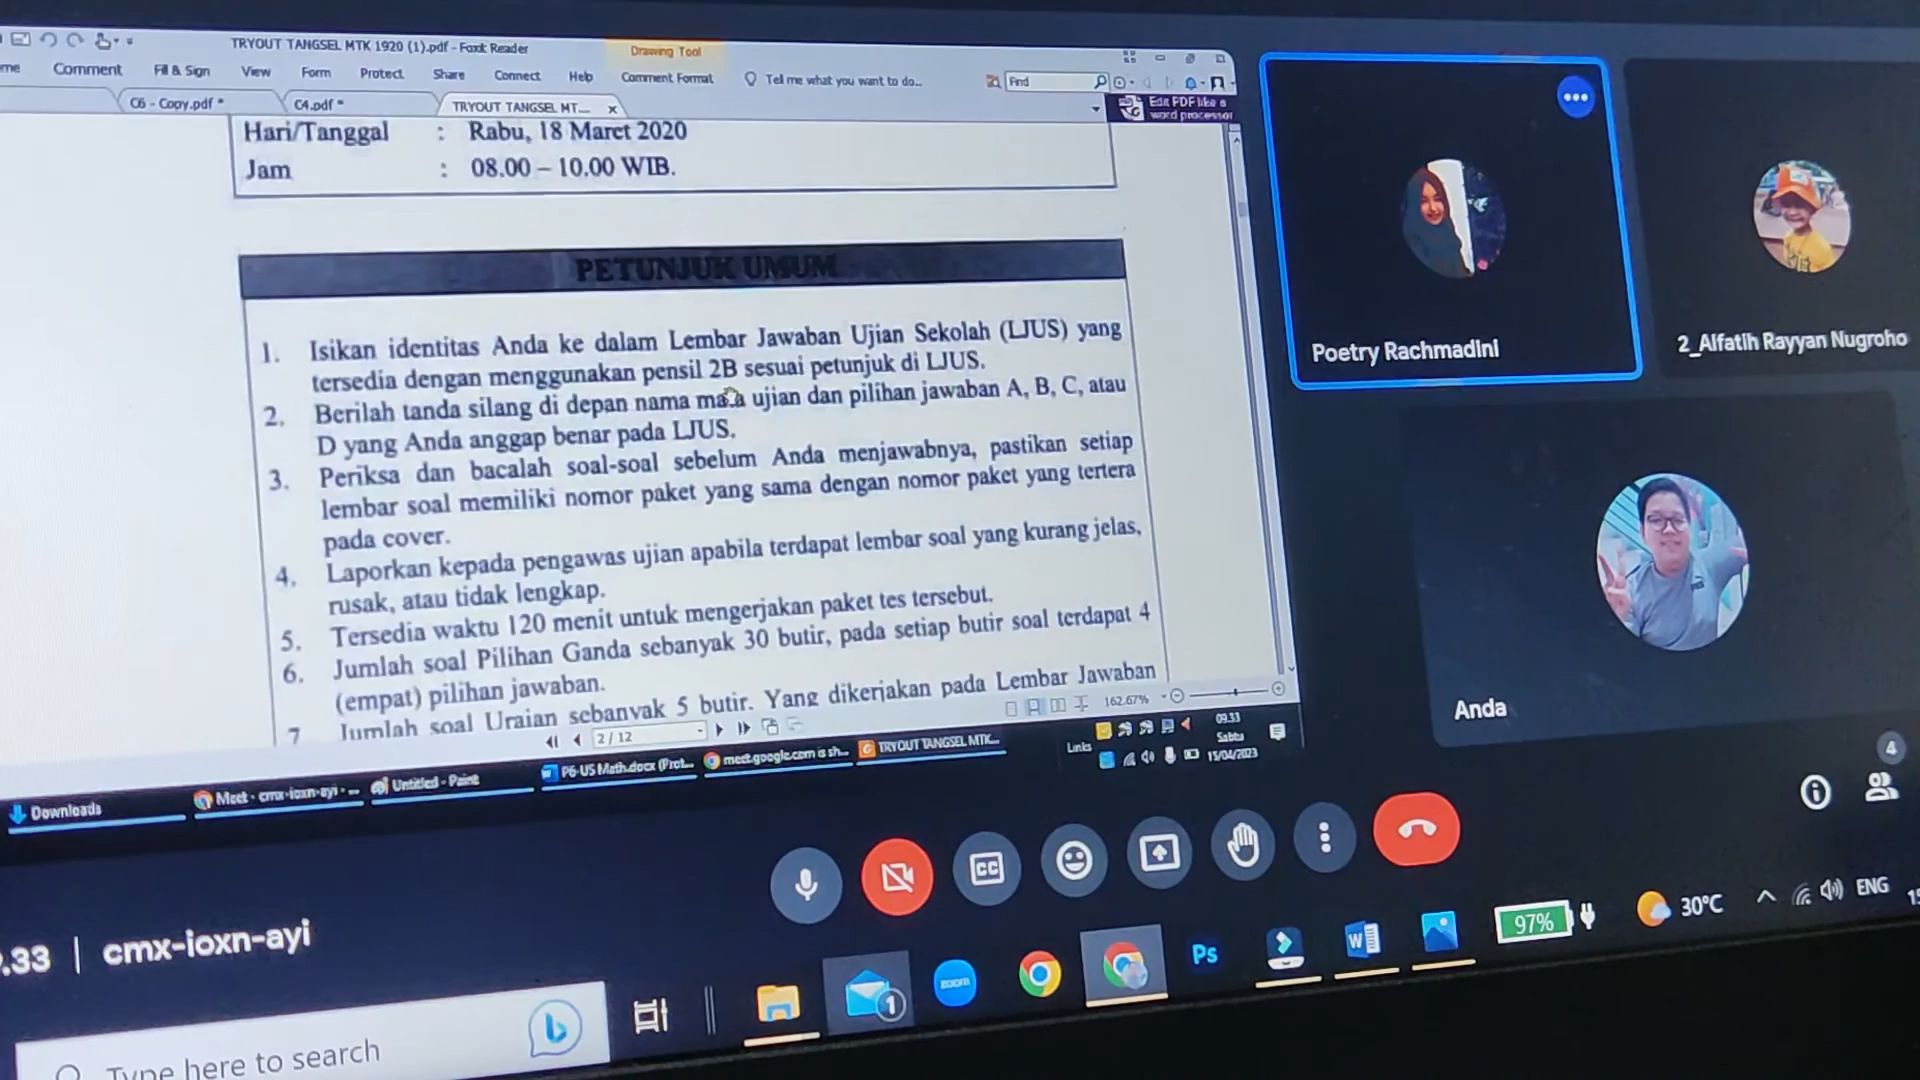 TRYOUT TANGSEL MTK 1920 (1).pdf - Foxit Reader
Drawing Tool
me Comment Fill & Sign View Form Protect Share Connect Help Comment Format Tell me what you want to do... Find
C6 - Copy.pdf * C4.pdf * TRYOUT TANGSEL MT... x
Edit PDF like a
word processor
Hari/Tanggal : Rabu, 18 Maret 2020
Jam : 08.00 – 10.00 WIB.
PETUNJUK UMUM
1. Isikan identitas Anda ke dalam Lembar Jawaban Ujian Sekolah (LJUS) yang
tersedia dengan menggunakan pensil 2B sesuai petunjuk di LJUS.
2. Berilah tanda silang di depan nama mata ujian dan pilihan jawaban A, B, C, atau
D yang Anda anggap benar pada LJUS.
3. Periksa dan bacalah soal-soal sebelum Anda menjawabnya, pastikan setiap
lembar soal memiliki nomor paket yang sama dengan nomor paket yang tertera
pada cover.
4. Laporkan kepada pengawas ujian apabila terdapat lembar soal yang kurang jelas,
rusak, atau tidak lengkap.
5. Tersedia waktu 120 menit untuk mengerjakan paket tes tersebut.
6. Jumlah soal Pilihan Ganda sebanyak 30 butir, pada setiap butir soal terdapat 4
(empat) pilihan jawaban.
7 Jumlah soal Uraian sebanyak 5 butir. Yang dikerjakan pada Lembar Jawaban
2 / 12
162.67%
Downloads
Meet - cmx-ioxn-ayi - ...
Untitled - Paint
P6-US Math.docx (Prot...
meet.google.com is sh...
TRYOUT TANGSEL MTK...
Links
09.33
Sabtu
15/04/2023
Poetry Rachmadini
2_Alfatih Rayyan Nugroho
Anda
4
CC
.33 | cmx-ioxn-ayi
Type here to search
1
zoom
Ps
W
97%
30°C
ENG